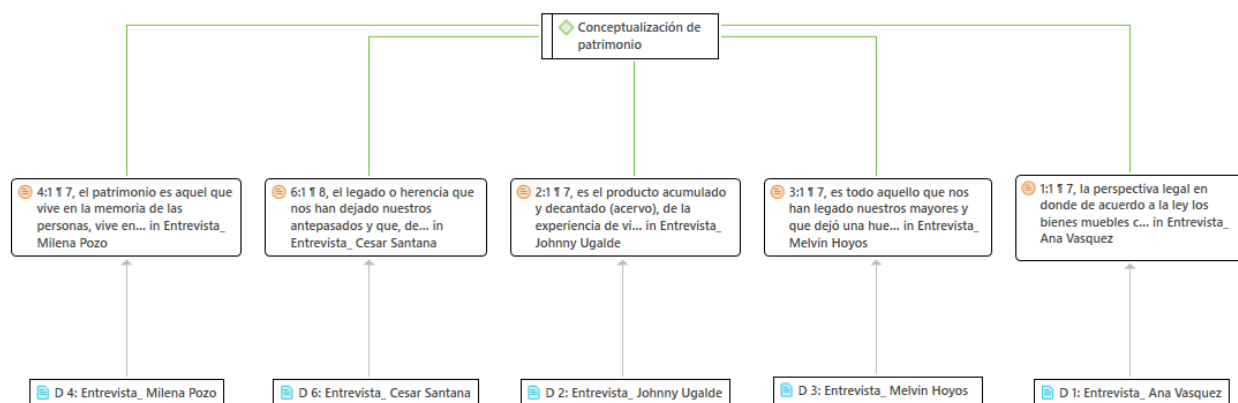 Conceptualización de
patrimonio
4:1 ¶ 7, el patrimonio es aquel que
vive en la memoria de las
personas, vive en... in Entrevista_
Milena Pozo
6:1 ¶ 8, el legado o herencia que
nos han dejado nuestros
antepasados y que, de... in
Entrevista_ Cesar Santana
2:1 ¶ 7, es el producto acumulado
y decantado (acervo), de la
experiencia de vi... in Entrevista_
Johnny Ugalde
3:1 ¶ 7, es todo aquello que nos
han legado nuestros mayores y
que dejó una hue... in Entrevista_
Melvin Hoyos
1:1 ¶ 7, la perspectiva legal en
donde de acuerdo a la ley los
bienes muebles c... in Entrevista_
Ana Vasquez
D 4: Entrevista_ Milena Pozo
D 6: Entrevista_ Cesar Santana
D 2: Entrevista_ Johnny Ugalde
D 3: Entrevista_ Melvin Hoyos
D 1: Entrevista_ Ana Vasquez